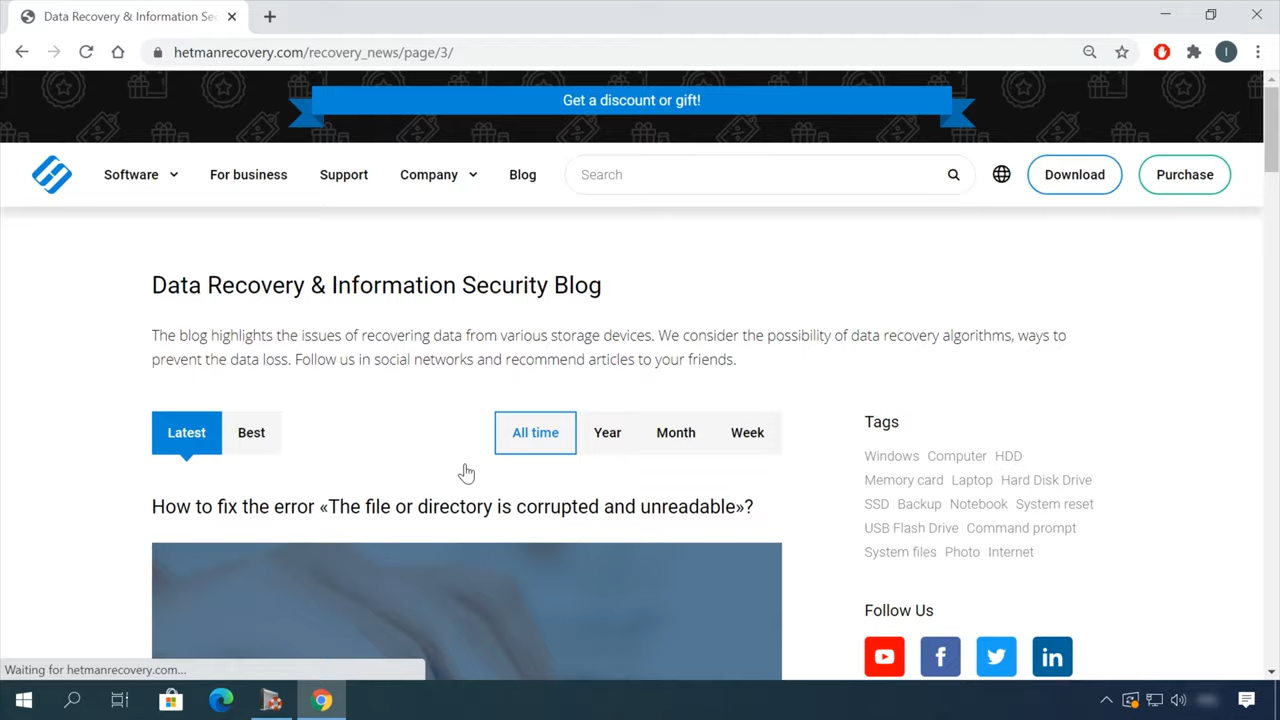 Data Recovery & Information Sec
hetmanrecovery.com/recovery_news/page/3/
I
Get a discount or gift!
Software For business Support Company Blog Search Download Purchase
Data Recovery & Information Security Blog
The blog highlights the issues of recovering data from various storage devices. We consider the possibility of data recovery algorithms, ways to
prevent the data loss. Follow us in social networks and recommend articles to your friends.
Latest Best All time Year Month Week
How to fix the error «The file or directory is corrupted and unreadable»?
Tags
Windows Computer HDD
Memory card Laptop Hard Disk Drive
SSD Backup Notebook System reset
USB Flash Drive Command prompt
System files Photo Internet
Follow Us
Waiting for hetmanrecovery.com...